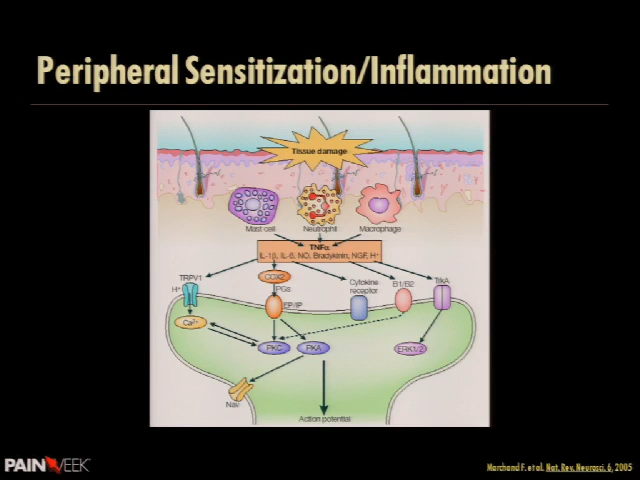 Peripheral Sensitization/Inflammation
Tissue damage
Mast cell
Neutrophil
Macrophage
TNFα,
IL-1β, IL-6, NO, Bradykinin, NGF, H⁺
TRPV1
COX2
H⁺
PGs
Cytokine
receptor
B1/B2
TrkA
EP/IP
Ca²⁺
PKC
PKA
ERK1/2
Nav
Action potential
PAINWEEK
Marchand F. et al. Nat. Rev. Neurosci. 6, 2005